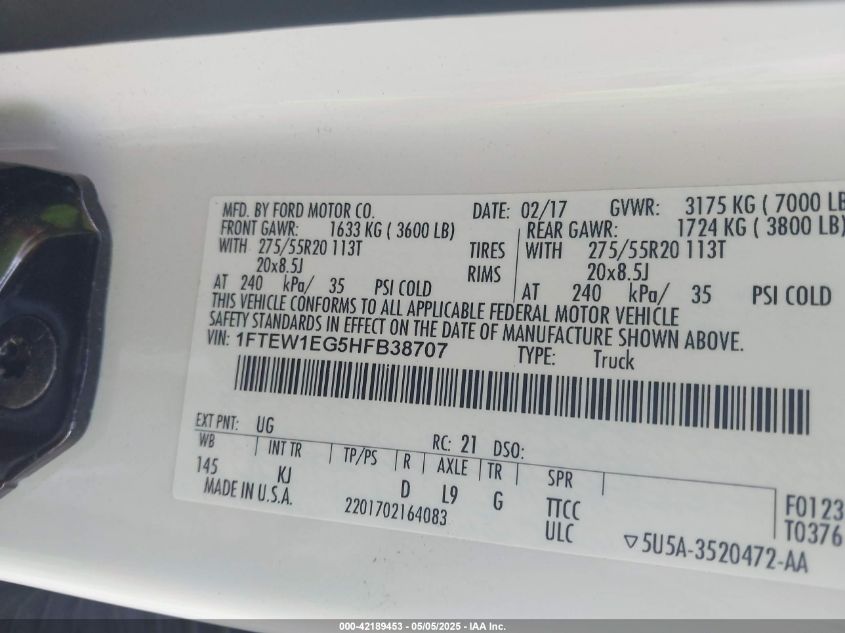 MFD. BY FORD MOTOR CO. DATE: 02/17 GVWR: 3175 KG ( 7000 LB
FRONT GAWR: 1633 KG ( 3600 LB) REAR GAWR: 1724 KG ( 3800 LB)
WITH 275/55R20 113T TIRES WITH 275/55R20 113T
20x8.5J RIMS 20x8.5J
AT 240 kPa/ 35 PSI COLD AT 240 kPa/ 35 PSI COLD
THIS VEHICLE CONFORMS TO ALL APPLICABLE FEDERAL MOTOR VEHICLE
SAFETY STANDARDS IN EFFECT ON THE DATE OF MANUFACTURE SHOWN ABOVE.
VIN: 1FTEW1EG5HFB38707 TYPE: Truck
EXT PNT: UG RC: 21 DSO:
WB INT TR TP/PS R AXLE TR SPR
145 KJ D L9 G TTCC F0123
MADE IN U.S.A. 2201702164083 ULC T0376
▽5U5A-3520472-AA
000-42189453 - 05/05/2025 - IAA Inc.